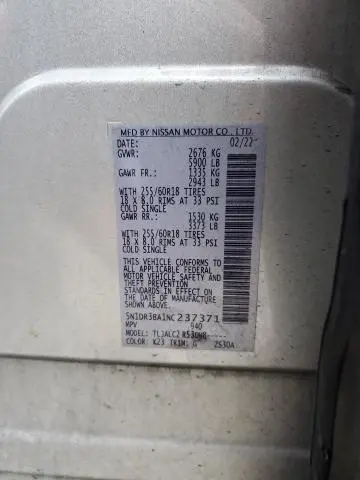 MFD BY NISSAN MOTOR CO., LTD.
DATE: 02/22
GVWR: 2676 KG
5900 LB
GAWR FR.: 1335 KG
2943 LB
WITH 255/60R18 TIRES
18 X 8.0 RIMS AT 33 PSI
COLD SINGLE
GAWR RR.: 1530 KG
3373 LB
WITH 255/60R18 TIRES
18 X 8.0 RIMS AT 33 PSI
COLD SINGLE
THIS VEHICLE CONFORMS TO
ALL APPLICABLE FEDERAL
MOTOR VEHICLE SAFETY AND
THEFT PREVENTION
STANDARDS IN EFFECT ON
THE DATE OF MANUFACTURE
SHOWN ABOVE.
5N1DR3BA1NC237371
MPV 940
MODEL:
COLOR: K23 TRIM: G ZS30A